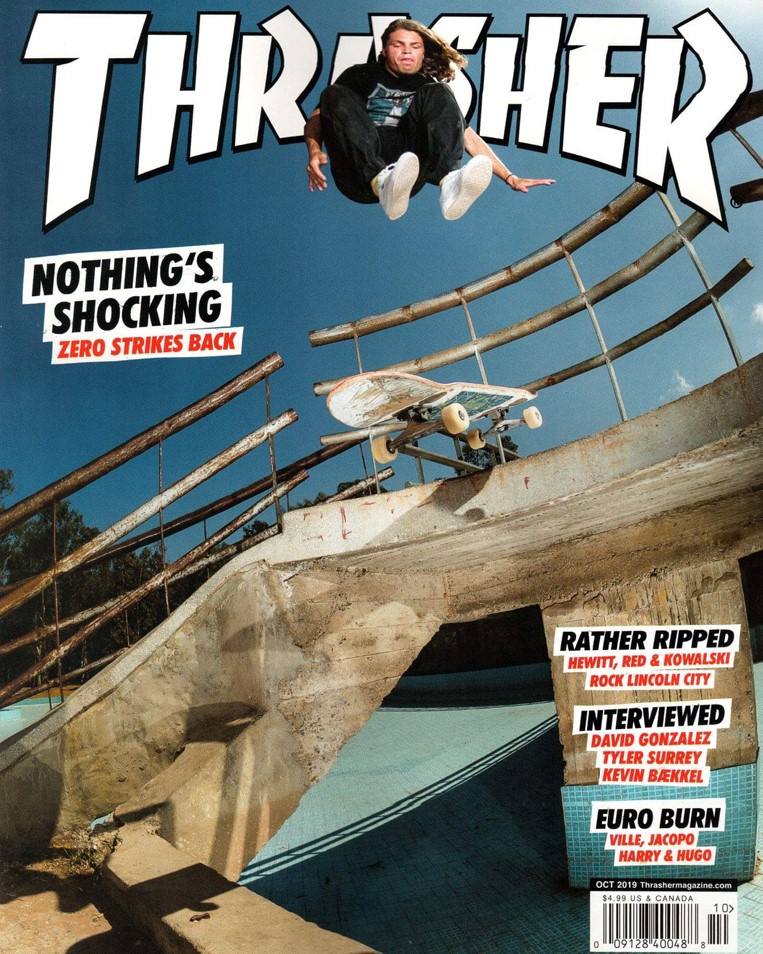 THRASHER
NOTHING'S
SHOCKING
ZERO STRIKES BACK
RATHER RIPPED
HEWITT, RED & KOWALSKI
ROCK LINCOLN CITY
INTERVIEWED
DAVID GONZALEZ
TYLER SURREY
KEVIN BÆKKEL
EURO BURN
VILLE, JACOPO
HARRY & HUGO
OCT 2019 Thrashermagazine.com
$4.99 US & CANADA
10>
0 09128 40048 8